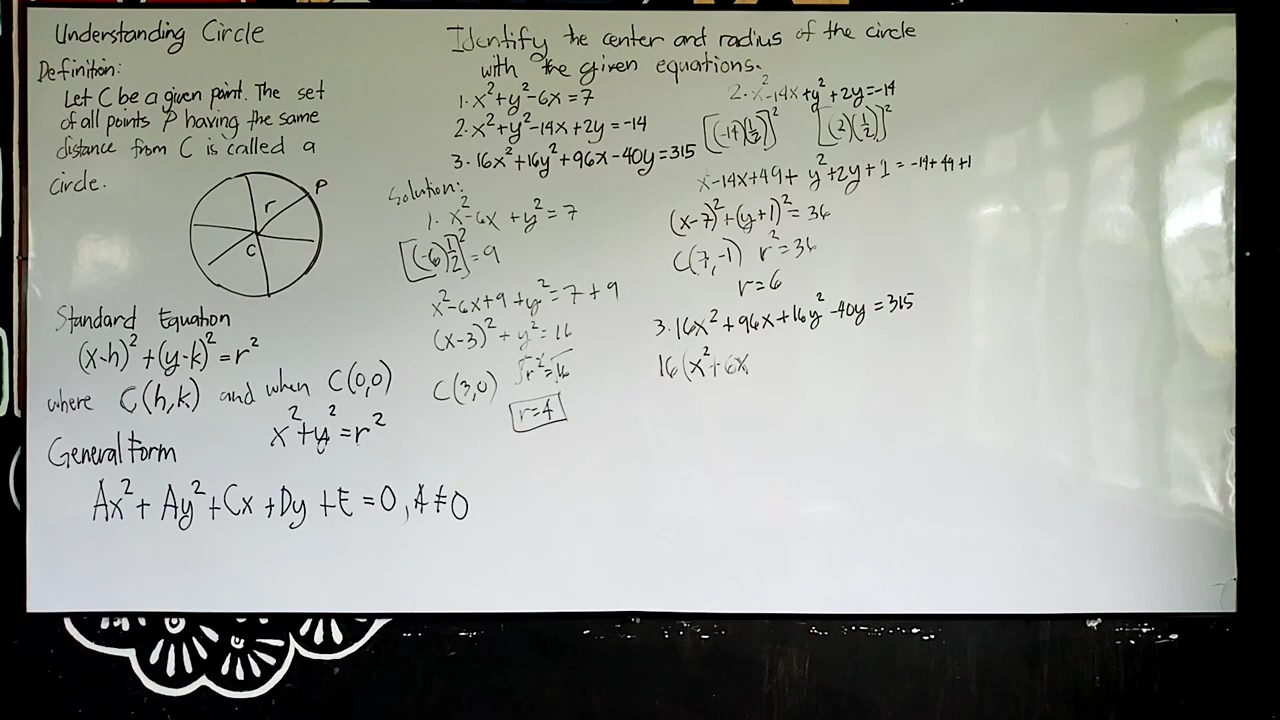 Understanding Circle
Definition:
Let C be a given point. The set
of all points P having the same
distance from C is called a
circle.
P
r
C
Standard Equation
(x-h)²+(y-k)²=r²
where C(h,k) and when C(0,0)
x²+y²=r²
General Form
Ax²+Ay²+Cx+Dy+E=0, A≠0
Identify the center and radius of the circle
with the given equations.
1. x²+y²-6x=7
2. x²+y²-14x+2y=-14
3. 16x²+16y²+96x-40y=315
Solution:
1. x²-6x+y²=7
[(-6)½]²=9
x²-6x+9+y²=7+9
(x-3)²+y²=16
C(3,0) √r²=√16
r=4
2. x²-14x+y²+2y=-14
[(-14)(½)]² [(2)(½)]²
x-14x+49+y²+2y+1=-14+49+1
(x-7)²+(y+1)²=36
C(7,-1) r²=36
r=6
3. 16x²+96x+16y²-40y=315
16(x²+6x